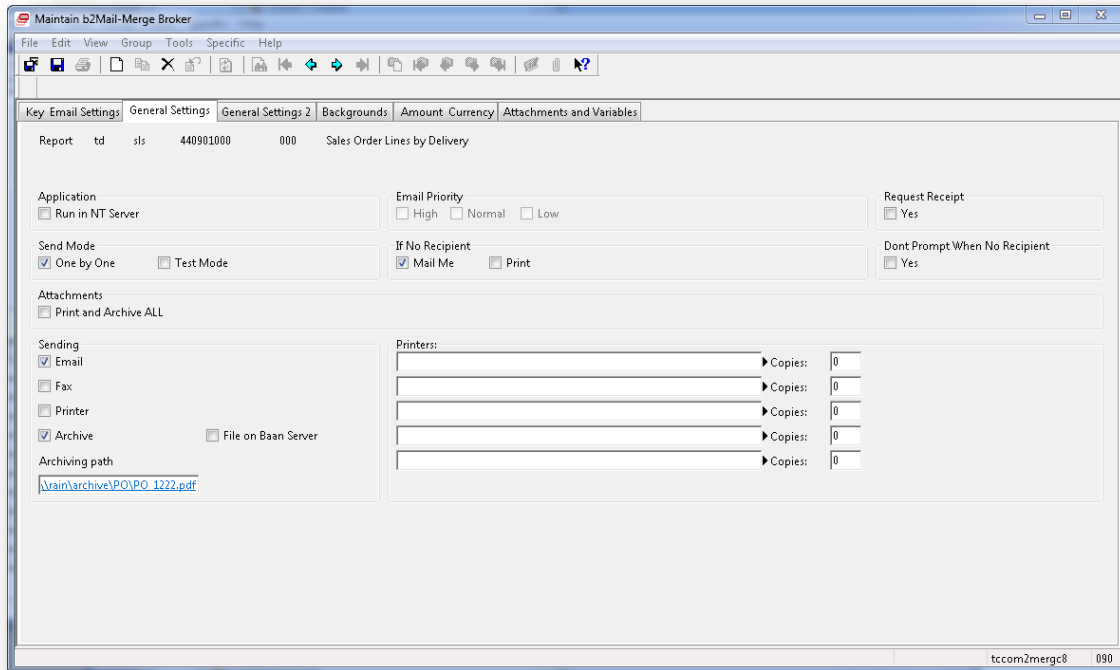 Maintain b2Mail-Merge Broker
File Edit View Group Tools Specific Help
Key Email Settings General Settings General Settings 2 Backgrounds Amount Currency Attachments and Variables
Report td sls 440901000 000 Sales Order Lines by Delivery
Application Email Priority Request Receipt
Run in NT Server High Normal Low Yes
Send Mode If No Recipient Dont Prompt When No Recipient
One by One Test Mode Mail Me Print Yes
Attachments
Print and Archive ALL
Sending Printers:
Email Copies: 0
Fax Copies: 0
Printer Copies: 0
Archive File on Baan Server Copies: 0
Archiving path Copies: 0
\\rain\archive\PO\PO_1222.pdf
tccom2mergc8 090